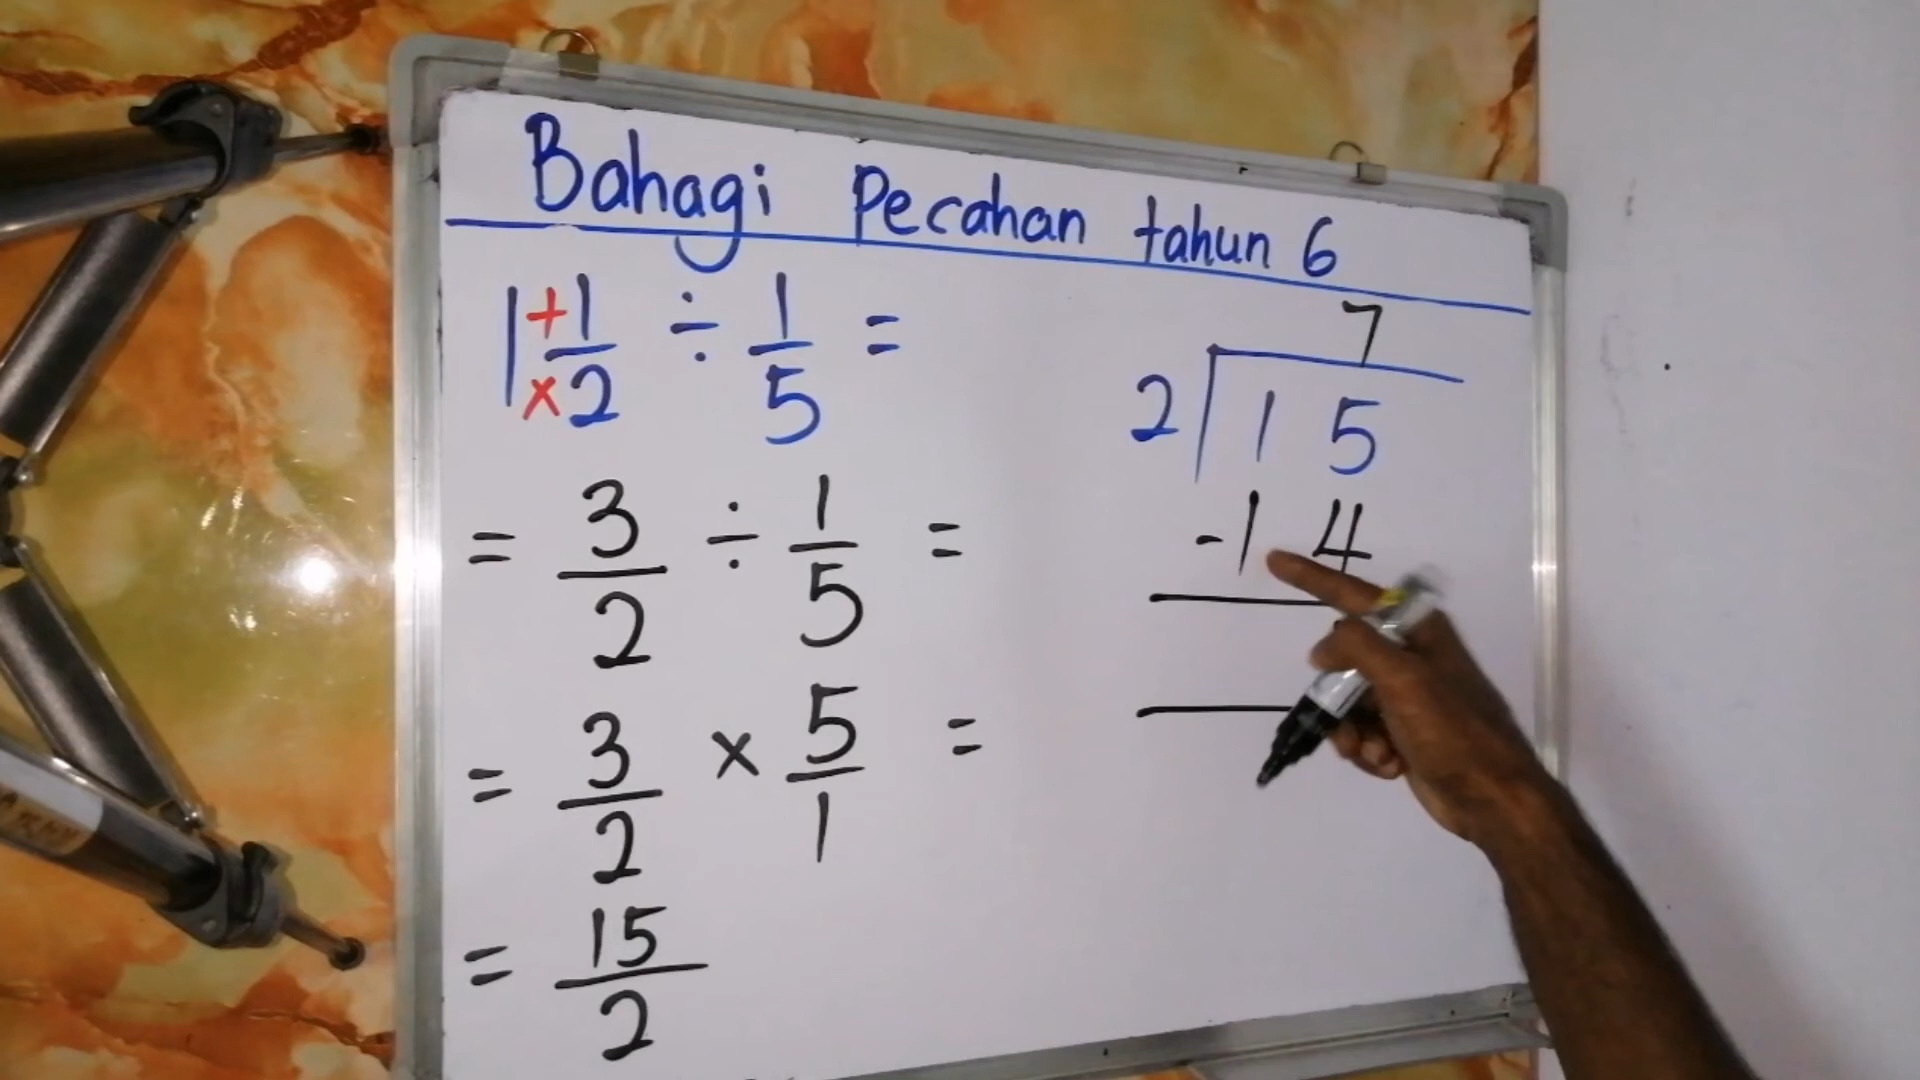 Bahagi Pecahan tahun 6
1 + 1/2 × ÷ 1/5 =
= 3/2 ÷ 1/5 =
= 3/2 × 5/1 =
= 15/2
7
2 15
- 14